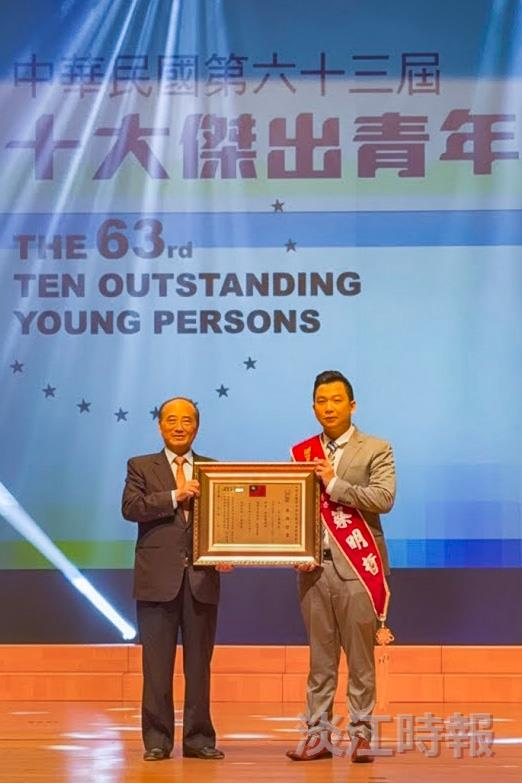 中華民國第六十三屆
十大傑出青年
THE 63rd
TEN OUTSTANDING
YOUNG PERSONS
蔡明哲
淡江時報